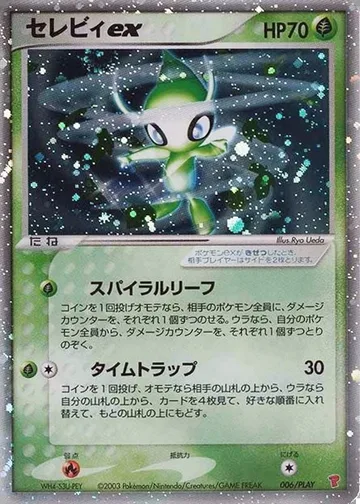 セレビィex HP70
Illus.Ryo Ueda
たね
ポケモンexがきぜつしたとき、
相手プレイヤーはサイドを2枚とります。
スパイラルリーフ
コインを1回投げオモテなら、相手のポケモン全員に、ダメージ
カウンターを、それぞれ1個ずつのせる。ウラなら、自分のポケ
モン全員から、ダメージカウンターを、それぞれ1個ずつとり
のぞく。
タイムトラップ 30
コインを1回投げ、オモテなら相手の山札の上から、ウラなら
自分の山札の上から、カードを4枚見て、好きな順番に入れ
替えて、もとの山札の上にもどす。
弱点 抵抗力 にげる
WH4-S3U-PEY ©2003 Pokémon/Nintendo/Creatures/GAME FREAK 006/PLAY